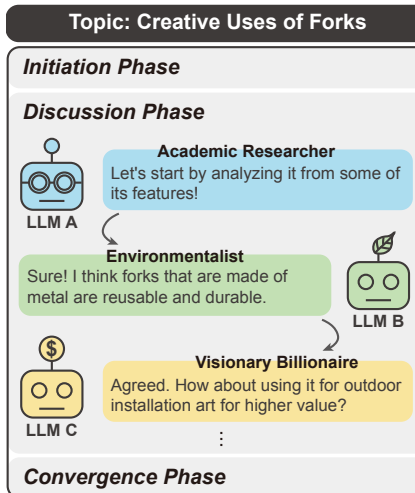 Topic: Creative Uses of Forks
Initiation Phase
Discussion Phase
Academic Researcher
Let's start by analyzing it from some of
its features!
LLM A
Environmentalist
Sure! I think forks that are made of
metal are reusable and durable.
LLM B
$
Visionary Billionaire
Agreed. How about using it for outdoor
installation art for higher value?
LLM C
⋮
Convergence Phase